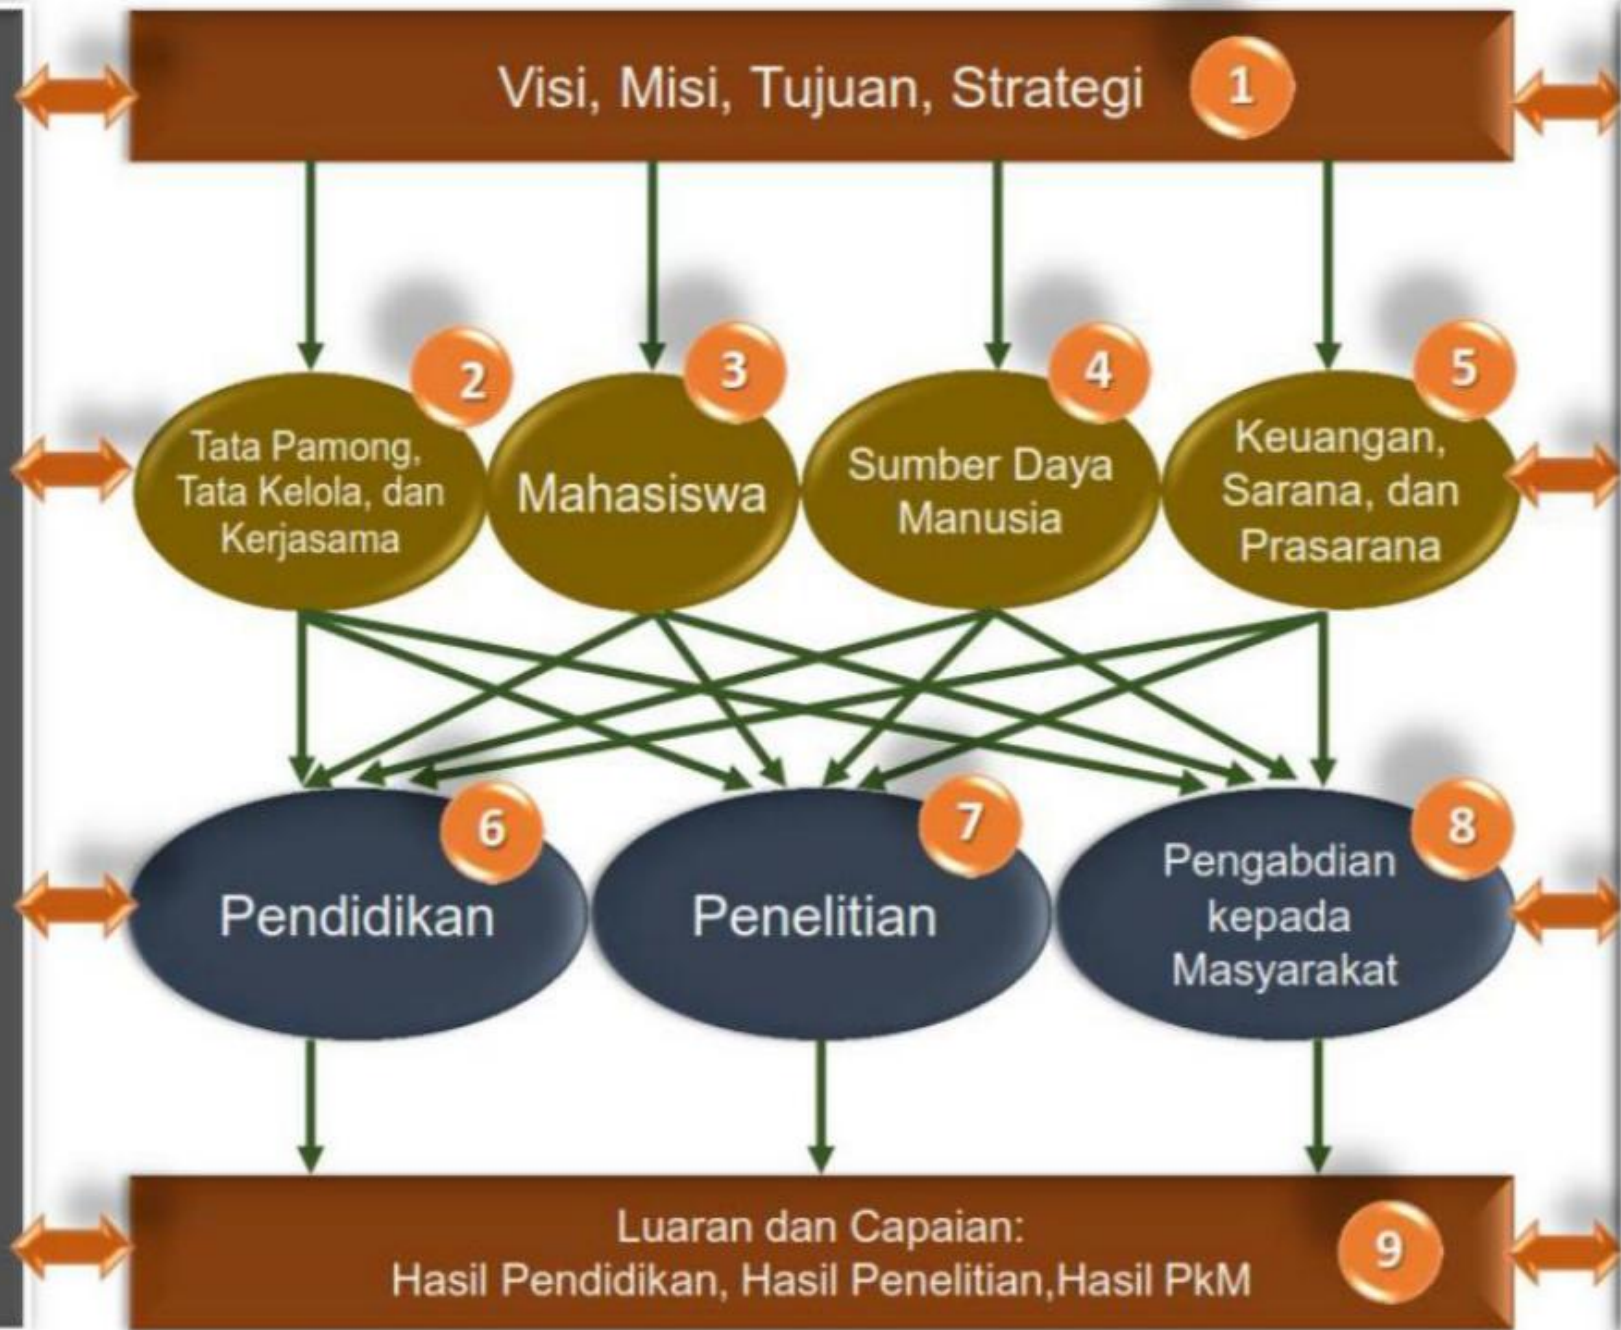 Visi, Misi, Tujuan, Strategi
1
2
3
4
5
Tata Pamong,
Tata Kelola, dan
Kerjasama
Mahasiswa
Sumber Daya
Manusia
Keuangan,
Sarana, dan
Prasarana
6
7
8
Pendidikan
Penelitian
Pengabdian
kepada
Masyarakat
Luaran dan Capaian:
Hasil Pendidikan, Hasil Penelitian,Hasil PkM
9